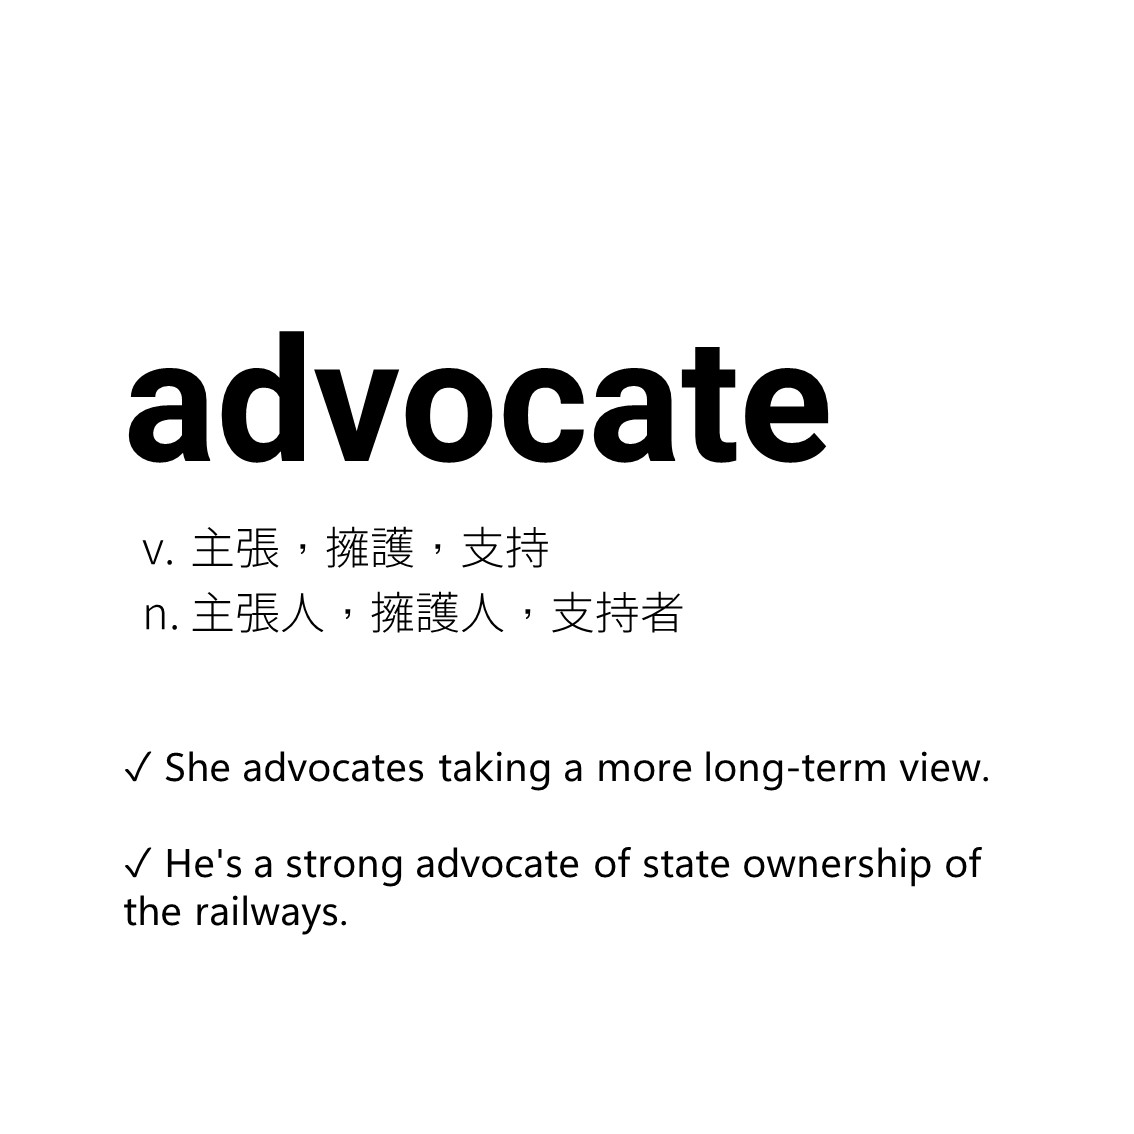 advocate
v. 主張，擁護，支持
n. 主張人，擁護人，支持者
✓ She advocates taking a more long-term view.
✓ He's a strong advocate of state ownership of
the railways.